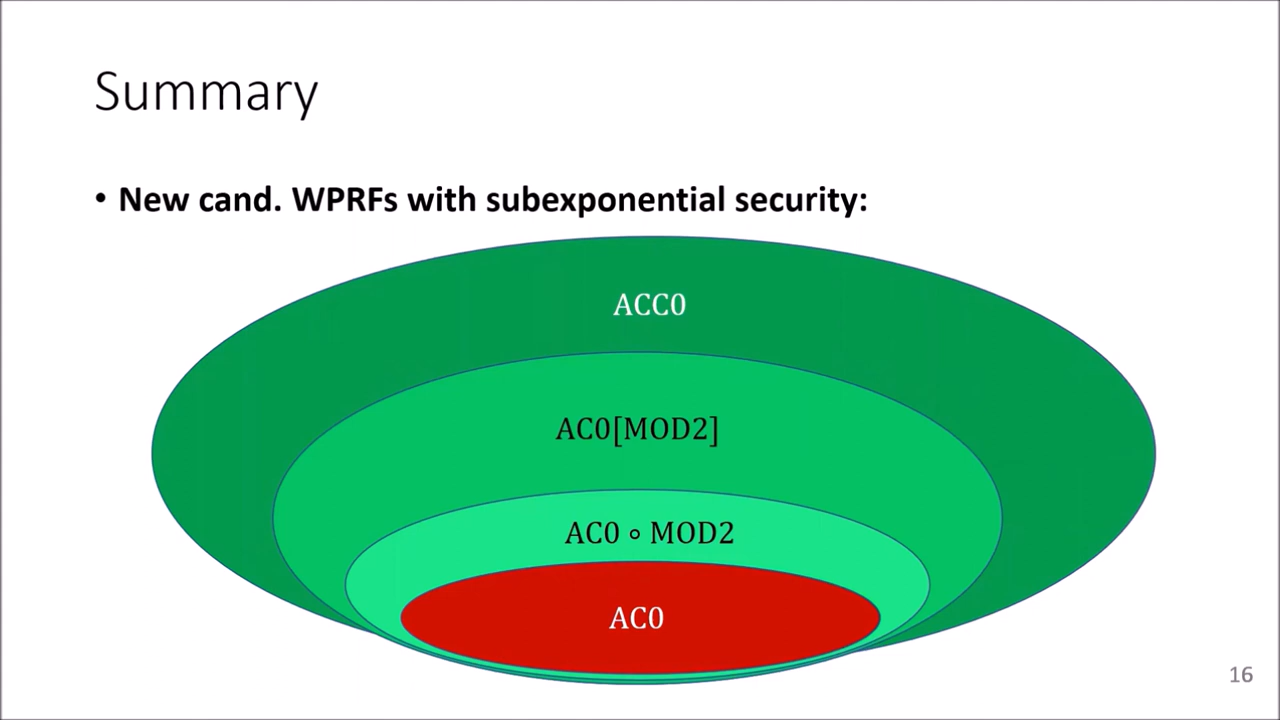 Summary
• New cand. WPRFs with subexponential security:
ACC0
AC0[MOD2]
AC0 ∘ MOD2
AC0
16